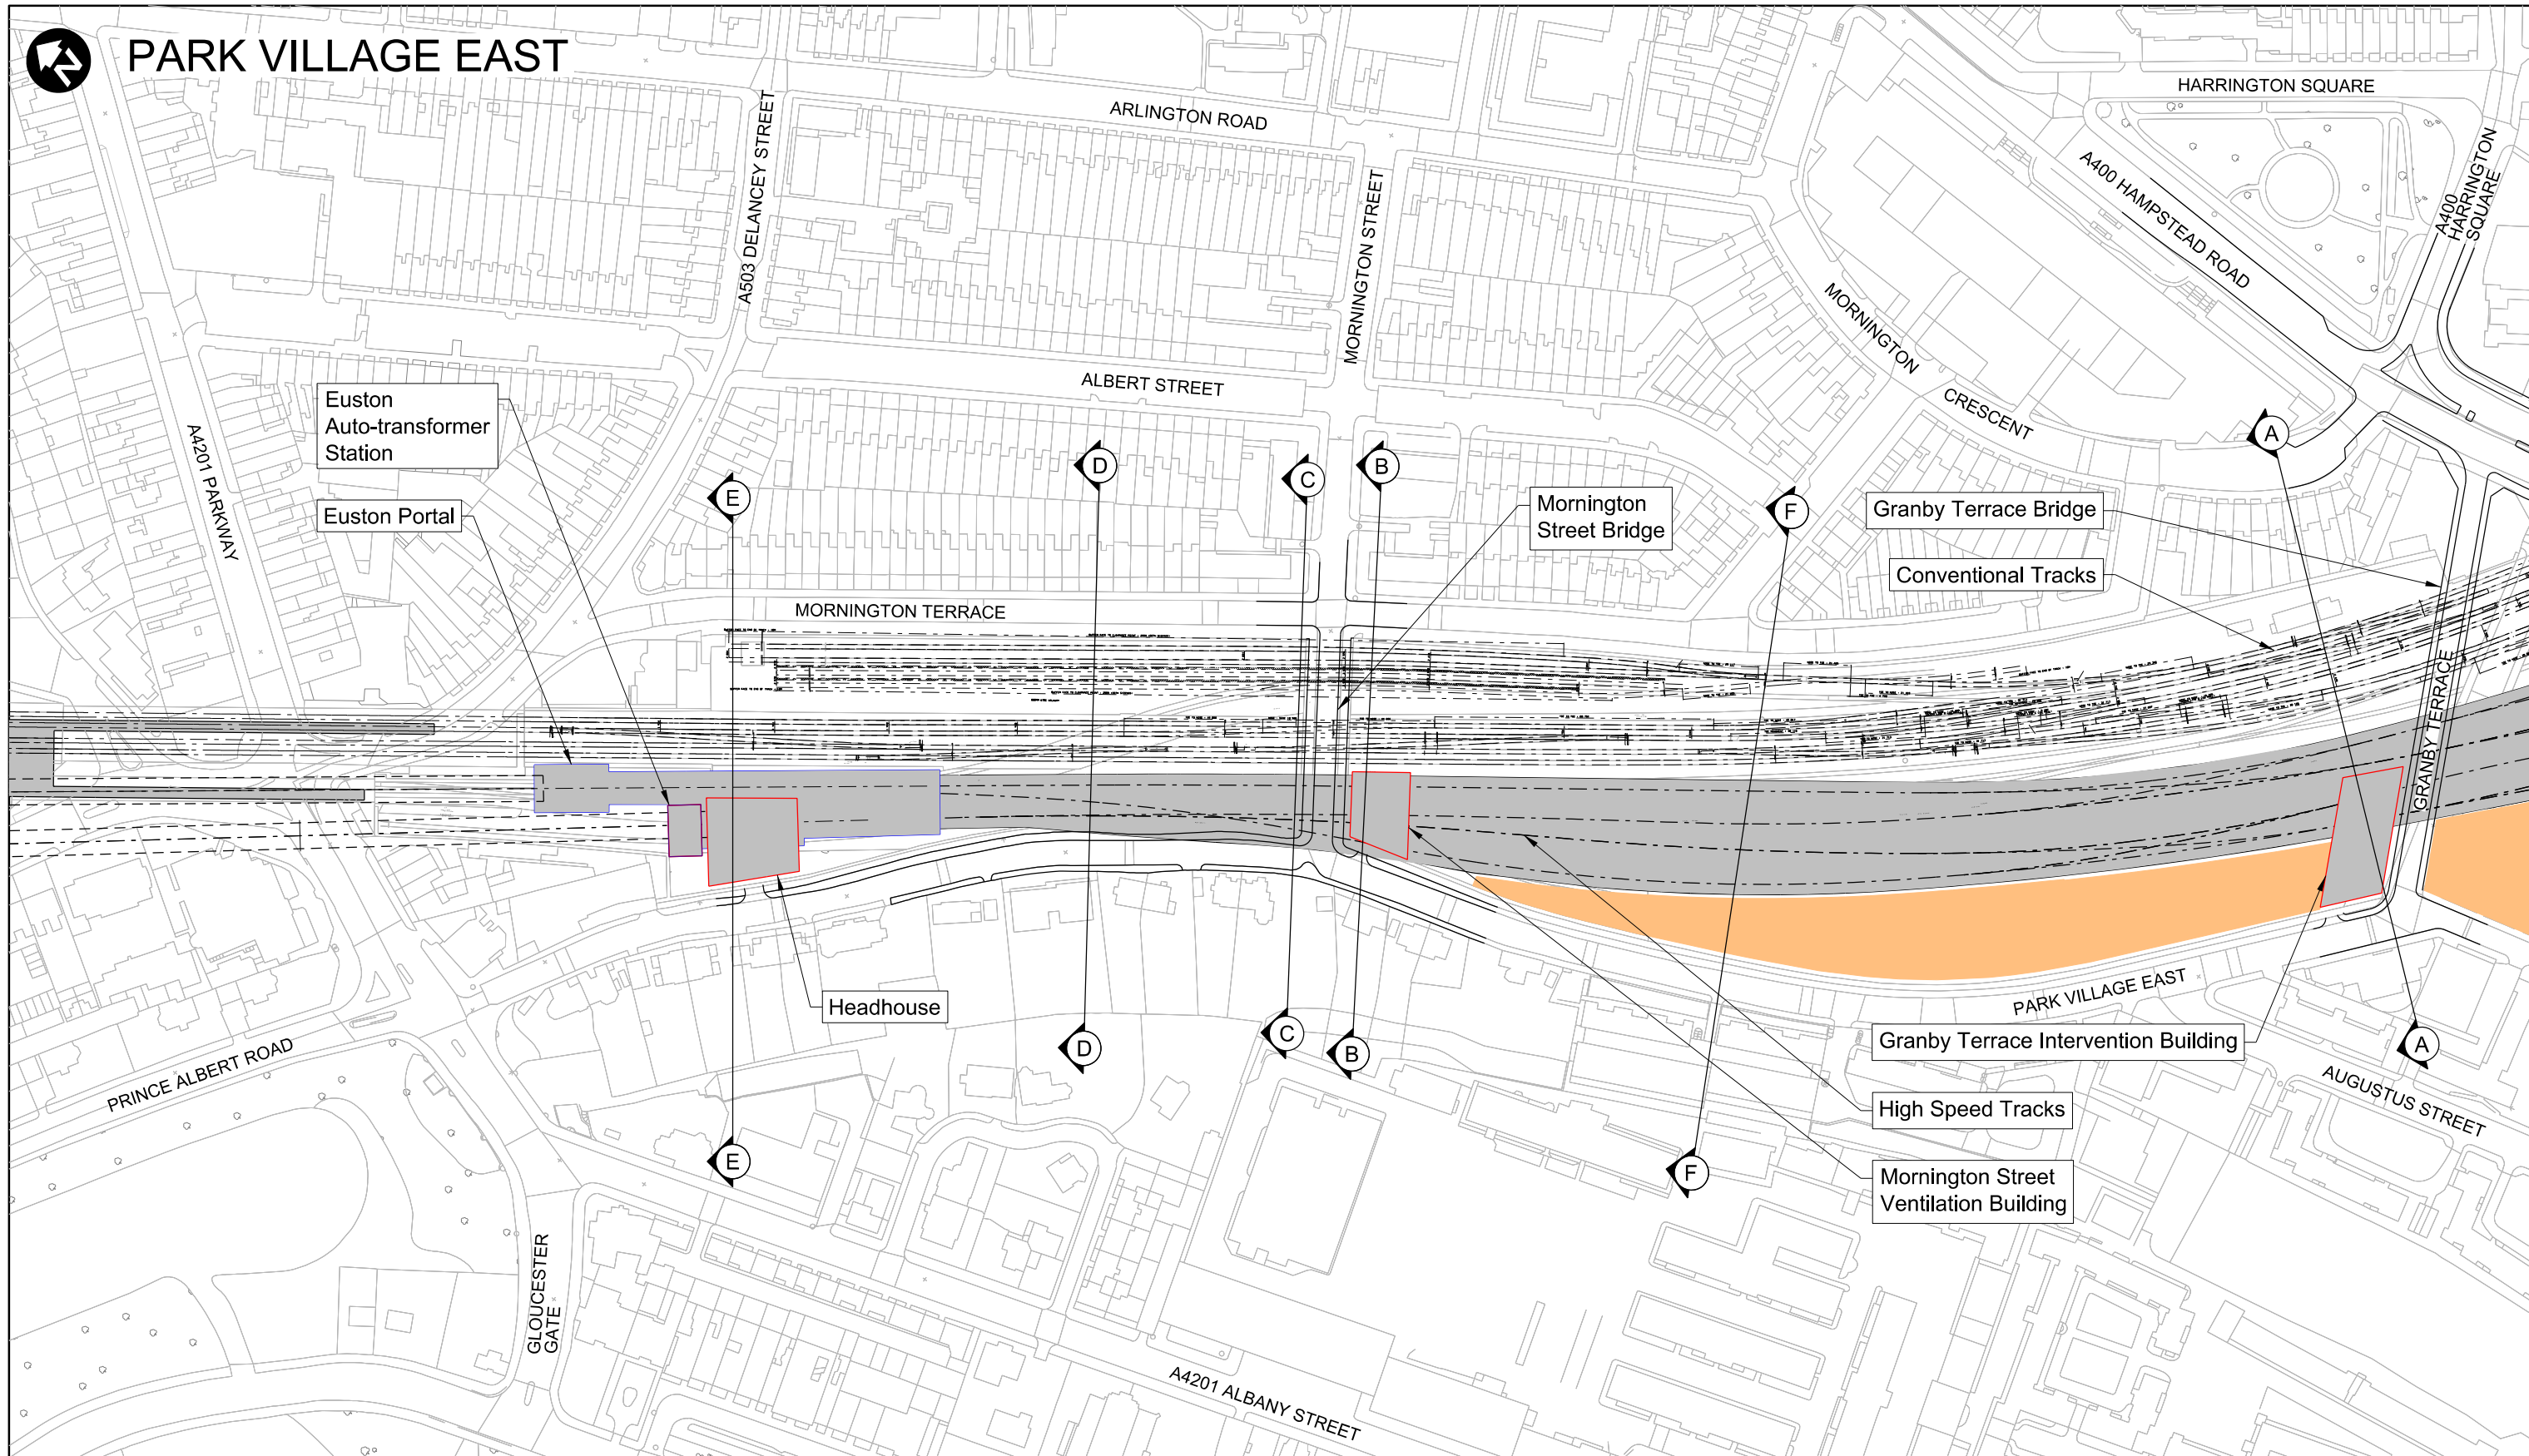 N
PARK VILLAGE EAST
HARRINGTON SQUARE
ARLINGTON ROAD
A503 DELANCEY STREET
MORNINGTON STREET
A400 HAMPSTEAD ROAD
A400
HARRINGTON
SQUARE
MORNINGTON
CRESCENT
ALBERT STREET
A4201 PARKWAY
Euston
Auto-transformer
Station
Euston Portal
E
D
C
B
F
A
Mornington
Street Bridge
Granby Terrace Bridge
Conventional Tracks
MORNINGTON TERRACE
GRANBY TERRACE
Headhouse
PARK VILLAGE EAST
Granby Terrace Intervention Building
High Speed Tracks
Mornington Street
Ventilation Building
E
D
C
B
F
A
AUGUSTUS STREET
PRINCE ALBERT ROAD
GLOUCESTER
GATE
A4201 ALBANY STREET